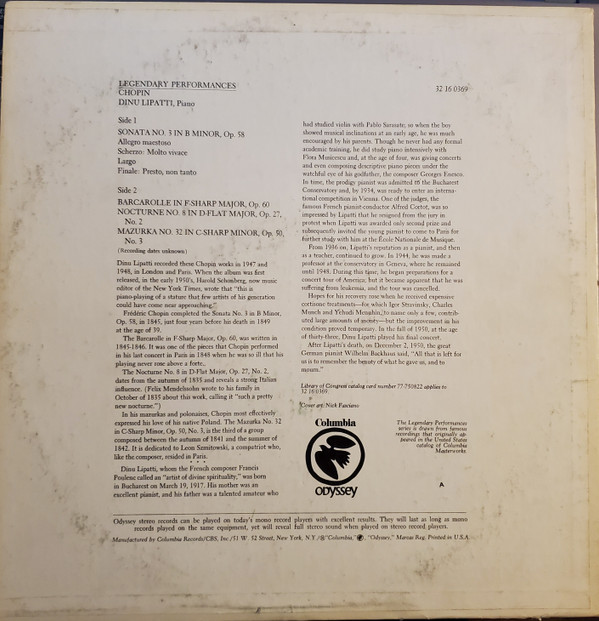 LEGENDARY PERFORMANCES
CHOPIN
DINU LIPATTI, Piano
32 16 0369
Side 1
SONATA NO. 3 IN B MINOR, Op. 58
Allegro maestoso
Scherzo: Molto vivace
Largo
Finale: Presto, non tanto
Side 2
BARCAROLLE IN F-SHARP MAJOR, Op. 60
NOCTURNE NO. 8 IN D-FLAT MAJOR, Op. 27,
No. 2
MAZURKA NO. 32 IN C-SHARP MINOR, Op. 50,
No. 3
(Recording dates unknown)
Dinu Lipatti recorded these Chopin works in 1947 and
1948, in London and Paris. When the album was first
released, in the early 1950's, Harold Schonberg, now music
editor of the New York Times, wrote that "this is
piano-playing of a stature that few artists of his generation
could have come near approaching."
Frédéric Chopin completed the Sonata No. 3 in B Minor,
Op. 58, in 1845, just four years before his death in 1849
at the age of 39.
The Barcarolle in F-Sharp Major, Op. 60, was written in
1845-1846. It was one of the pieces that Chopin performed
in his last concert in Paris in 1848 when he was so ill that his
playing never rose above a forte.
The Nocturne No. 8 in D-Flat Major, Op. 27, No. 2,
dates from the autumn of 1835 and reveals a strong Italian
influence. (Felix Mendelssohn wrote to his family in
October of 1835 about this work, calling it "such a pretty
new nocturne.")
In his mazurkas and polonaises, Chopin most effectively
expressed his love of his native Poland. The Mazurka No. 32
in C-Sharp Minor, Op. 50, No. 3, is the third of a group
composed between the autumn of 1841 and the summer of
1842. It is dedicated to Leon Szmitowski, a compatriot who,
like the composer, resided in Paris.
Dinu Lipatti, whom the French composer Francis
Poulenc called an "artist of divine spirituality," was born
in Bucharest on March 19, 1917. His mother was an
excellent pianist, and his father was a talented amateur who
had studied violin with Pablo Sarasate; so when the boy
showed musical inclinations at an early age, he was much
encouraged by his parents. Though he never had any formal
academic training, he did study piano intensively with
Flora Musicescu and, at the age of four, was giving concerts
and even composing descriptive piano pieces under the
watchful eye of his godfather, the composer Georges Enesco.
In time, the prodigy pianist was admitted to the Bucharest
Conservatory and, by 1934, was ready to enter an interna-
tional competition in Vienna. One of the judges, the
famous French pianist-conductor Alfred Cortot, was so
impressed by Lipatti that he resigned from the jury in
protest when Lipatti was awarded only second prize and
subsequently invited the young pianist to come to Paris for
further study with him at the École Nationale de Musique.
From 1936 on, Lipatti's reputation as a pianist, and then
as a teacher, continued to grow. In 1944, he was made a
professor at the conservatory in Geneva, where he remained
until 1948. During this time, he began preparations for a
concert tour of America; but it became apparent that he was
suffering from leukemia, and the tour was cancelled.
Hopes for his recovery rose when he received expensive
cortisone treatments—for which Igor Stravinsky, Charles
Munch and Yehudi Menuhin, to name only a few, contrib-
uted large amounts of money—but the improvement in his
conditions proved temporary. In the fall of 1950, at the age
of thirty-three, Dinu Lipatti played his final concert.
After Lipatti's death, on December 2, 1950, the great
German pianist Wilhelm Backhaus said, "All that is left for
us is to remember the beauty of what he gave us, and to
mourn."
Library of Congress catalog card number 77-750822 applies to
32 16 0369.
Cover art: Nick Fasciano
Columbia
ODYSSEY
The Legendary Performances
series is drawn from famous
recordings that originally ap-
peared in the United States
catalog of Columbia
Masterworks.
A
Odyssey stereo records can be played on today's mono record players with excellent results. They will last as long as mono
records played on the same equipment, yet will reveal full stereo sound when played on stereo record players.
Manufactured by Columbia Records/CBS, Inc./51 W. 52 Street, New York, N.Y./® "Columbia," "Odyssey," Marcas Reg. Printed in U.S.A.